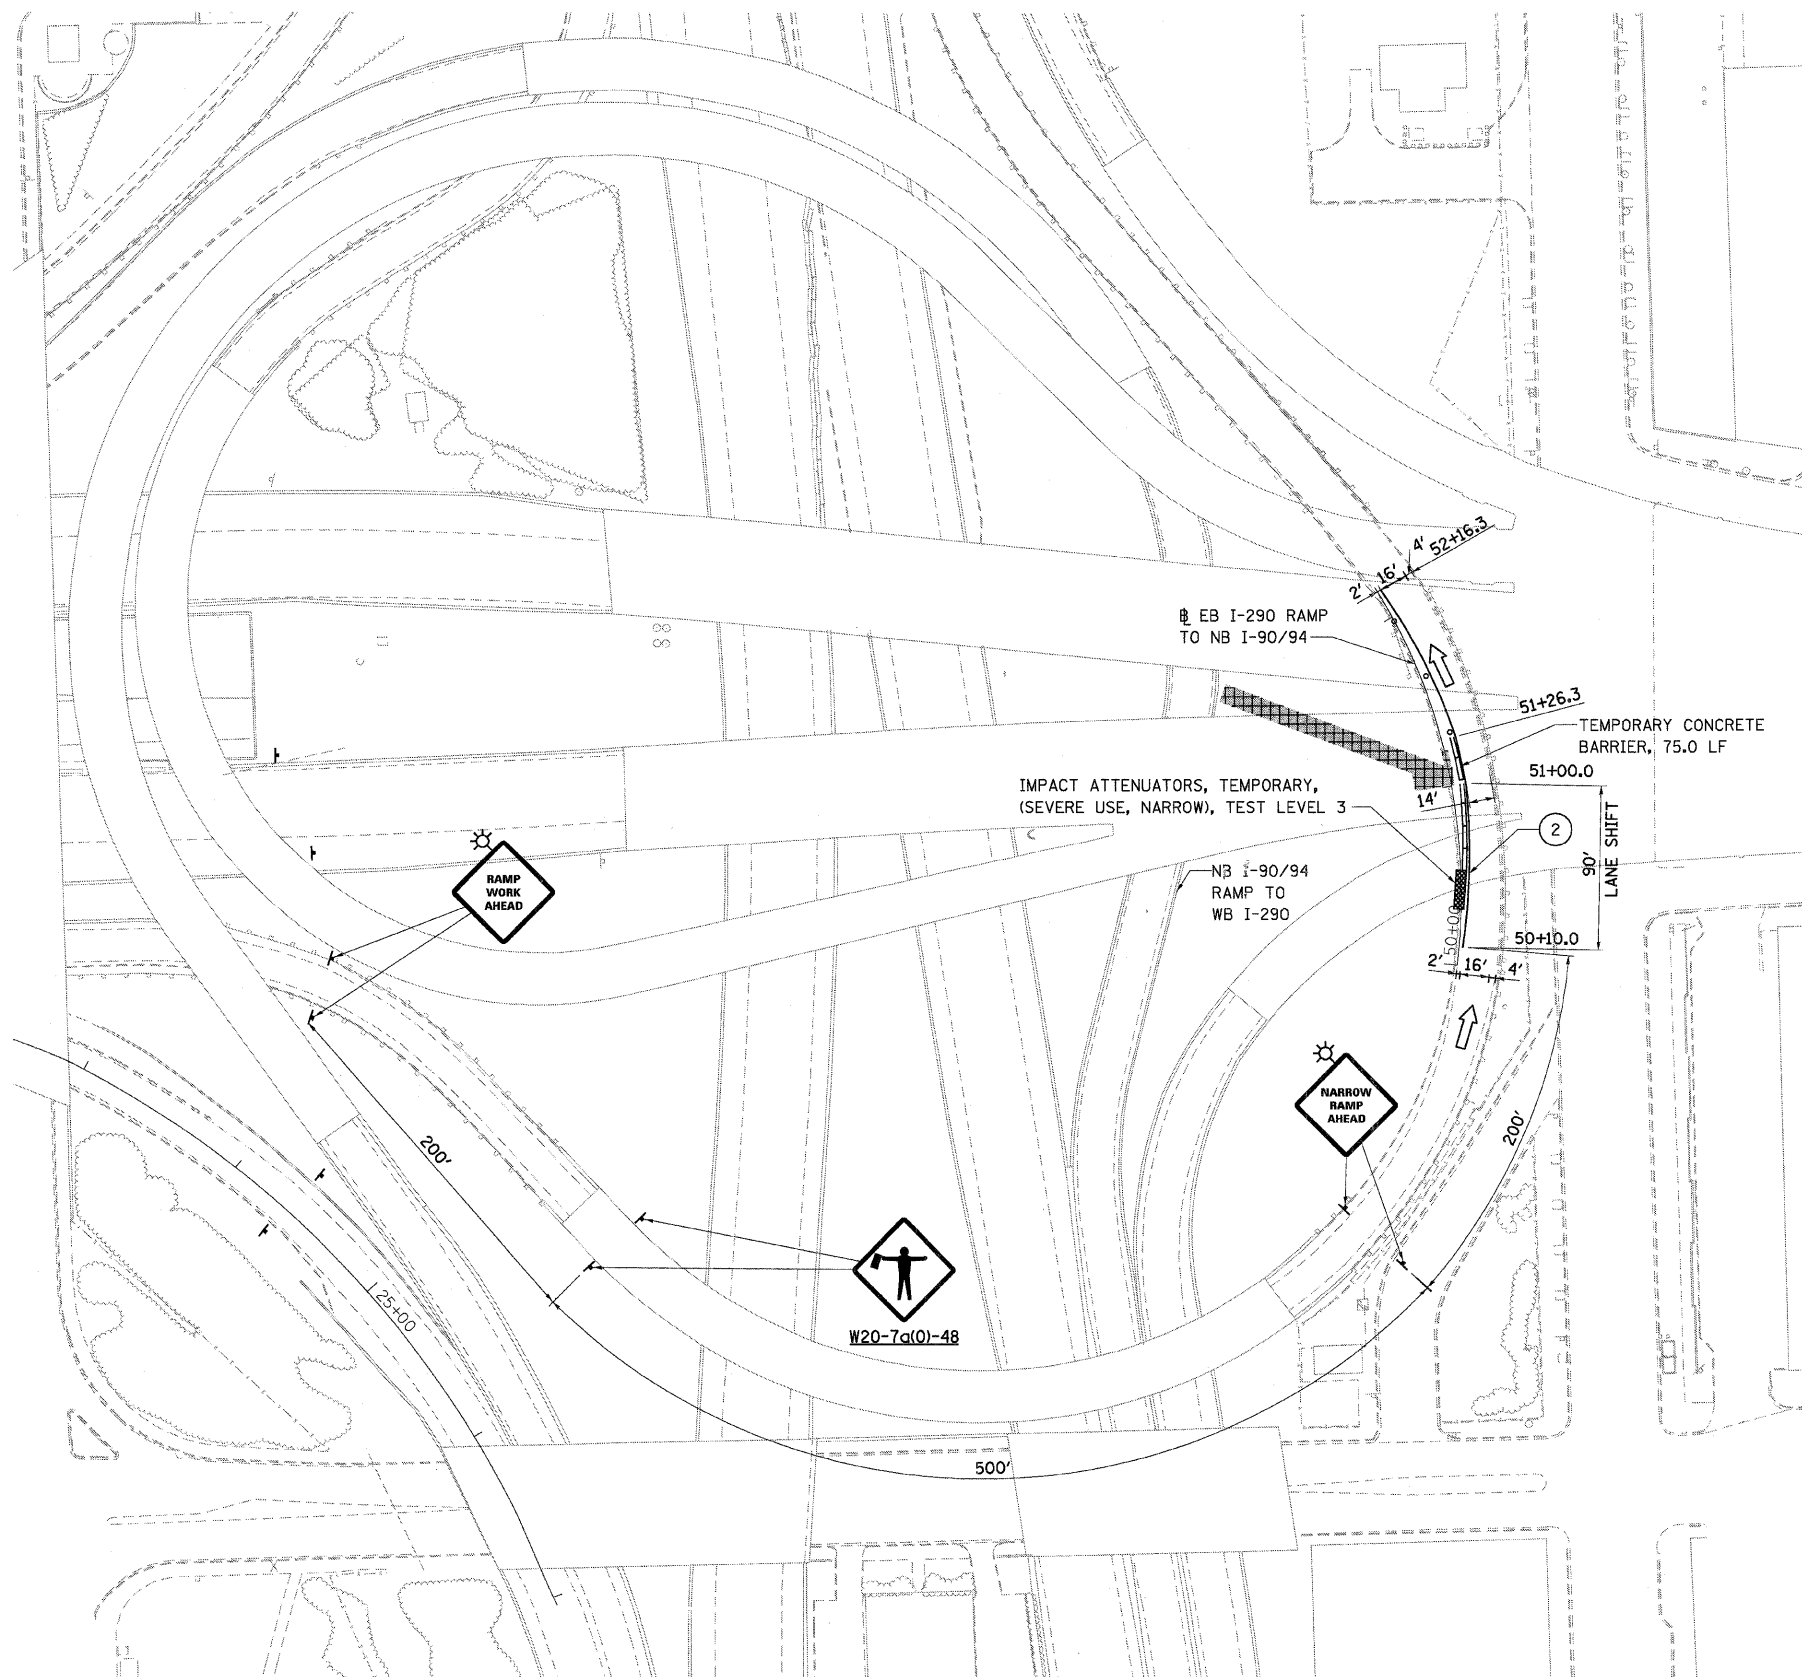 4'
52+16.3
16'
2'
℄ EB I-290 RAMP
TO NB I-90/94
51+26.3
TEMPORARY CONCRETE
BARRIER, 75.0 LF
51+00.0
IMPACT ATTENUATORS, TEMPORARY,
(SEVERE USE, NARROW), TEST LEVEL 3
14'
2
90'
LANE SHIFT
NB I-90/94
RAMP TO
WB I-290
RAMP
WORK
AHEAD
50+00
50+10.0
2'
16'
4'
NARROW
RAMP
AHEAD
200'
200'
W20-7a(O)-48
25+00
500'